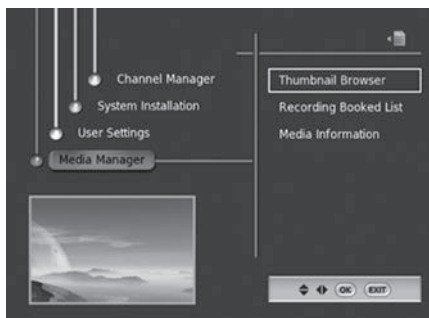 Channel Manager
System Installation
User Settings
Media Manager
Thumbnail Browser
Recording Booked List
Media Information
OK EXIT